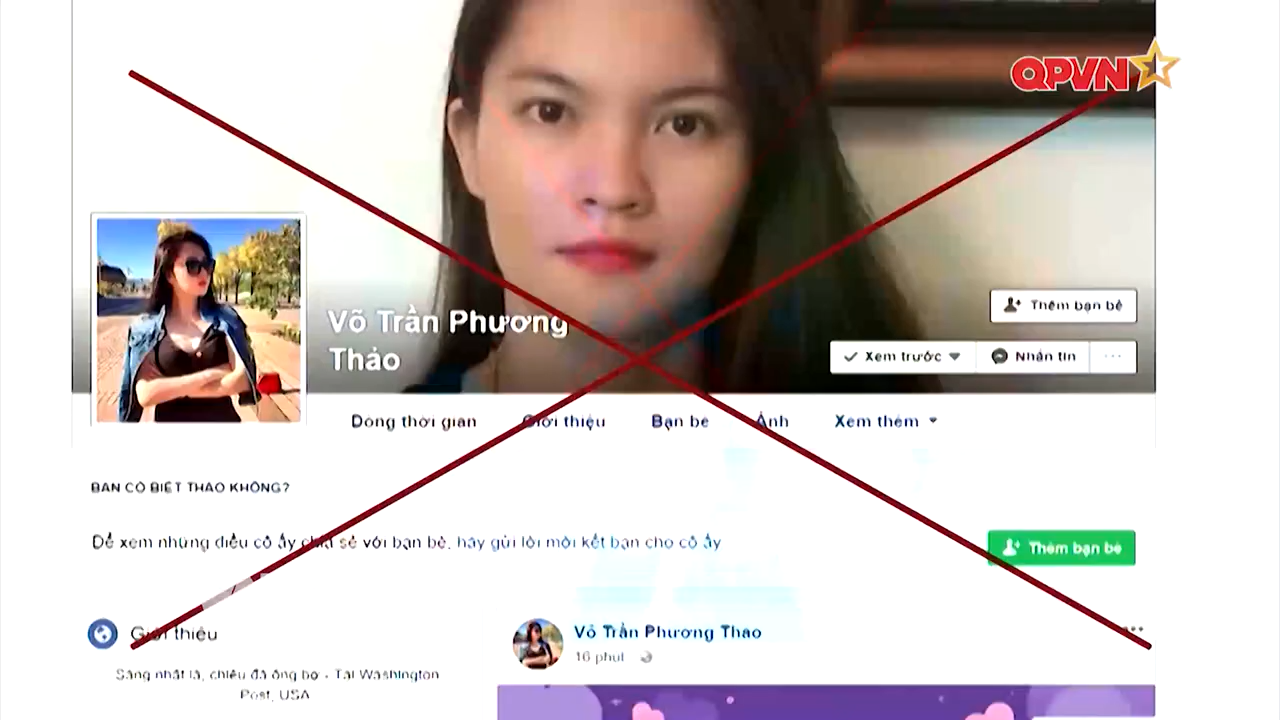 QPVN
Võ Trần Phương
Thảo
Thêm bạn bè
Xem trước
Nhắn tin
Dòng thời gian
Giới thiệu
Bạn bè
Ảnh
Xem thêm
BẠN CÓ BIẾT THẢO KHÔNG?
Để xem những điều cô ấy chia sẻ với bạn bè, hãy gửi lời mời kết bạn cho cô ấy
Thêm bạn bè
Giới thiệu
Võ Trần Phương Thảo
16 phút
Washington
Post, USA